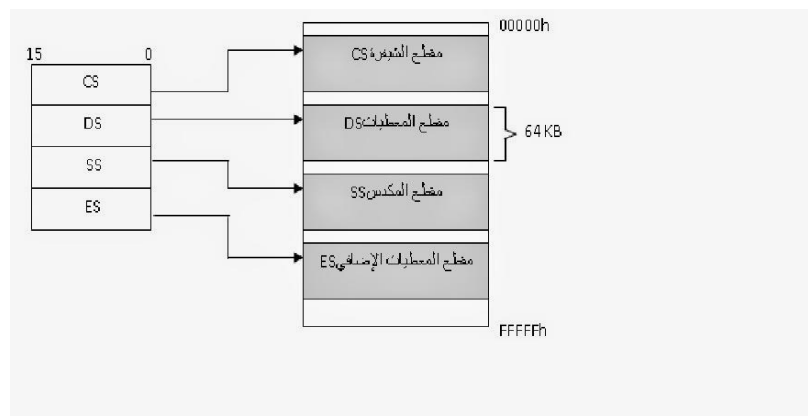 00000h
15 0
CS
DS
SS
ES
مقطع الشيفرة CS
مقطع المعطيات DS
64 KB
مقطع المكدس SS
مقطع المعطيات الإضافي ES
FFFFFh